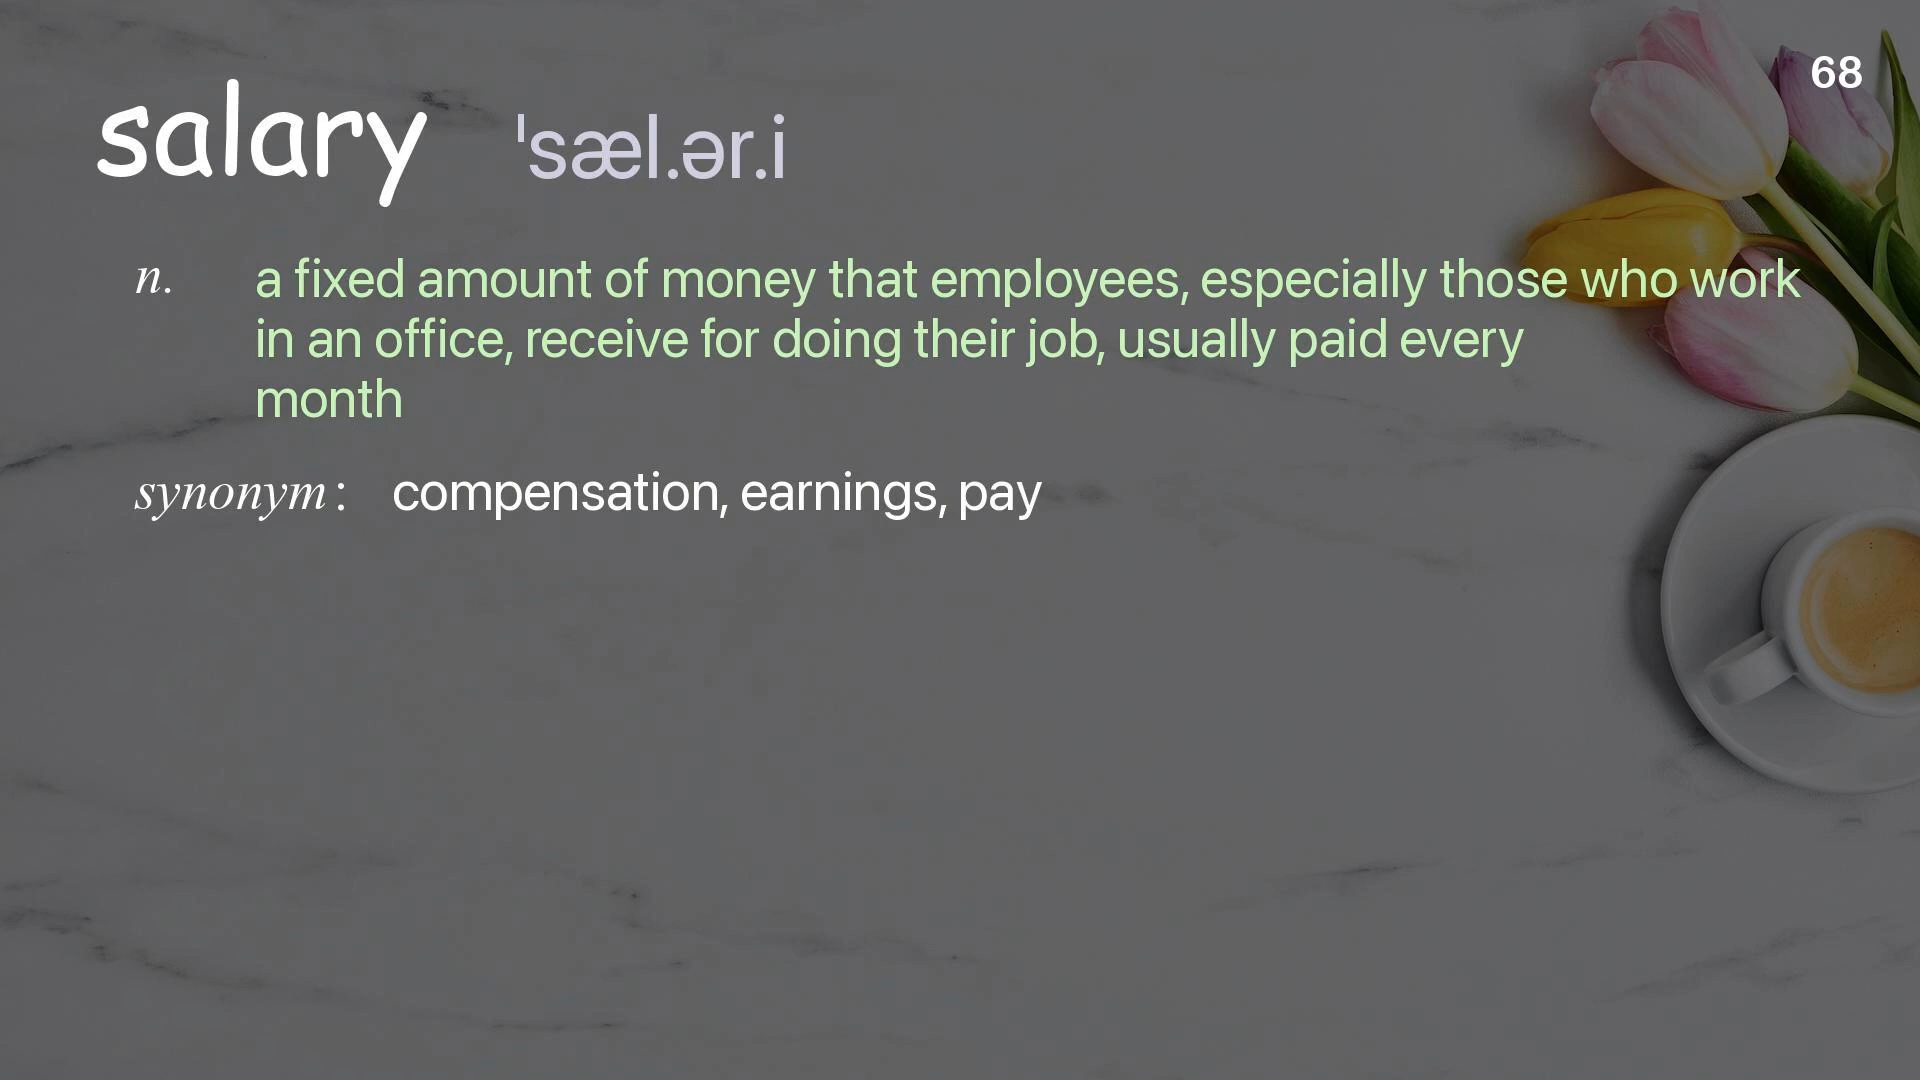 68
salary ˈsæl.ər.i
n. a fixed amount of money that employees, especially those who work
in an office, receive for doing their job, usually paid every
month
synonym : compensation, earnings, pay